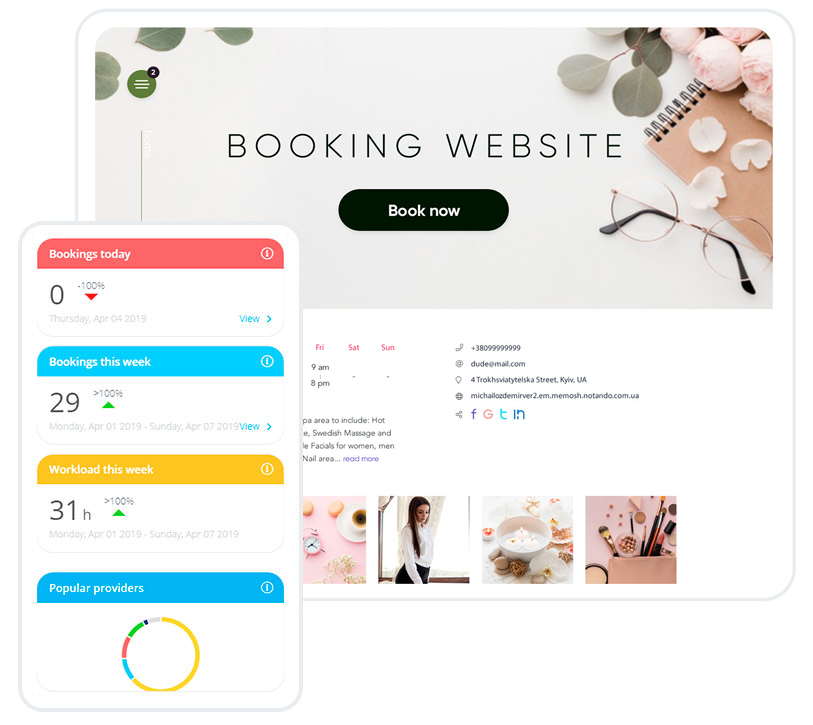 2
home
BOOKING WEBSITE
Book now
Bookings today
0 -100%
Thursday, Apr 04 2019
View
Bookings this week
29 >100%
Monday, Apr 01 2019 - Sunday, Apr 07 2019 View
Workload this week
31 h >100%
Monday, Apr 01 2019 - Sunday, Apr 07 2019
Popular providers
Fri Sat Sun
9 am
- -
8 pm
pa area to include: Hot
e, Swedish Massage and
le Facials for women, men
Nail area... read more
+38099999999
dude@mail.com
4 Trokhsviatytelska Street, Kyiv, UA
michailozdemirver2.em.memosh.notando.com.ua